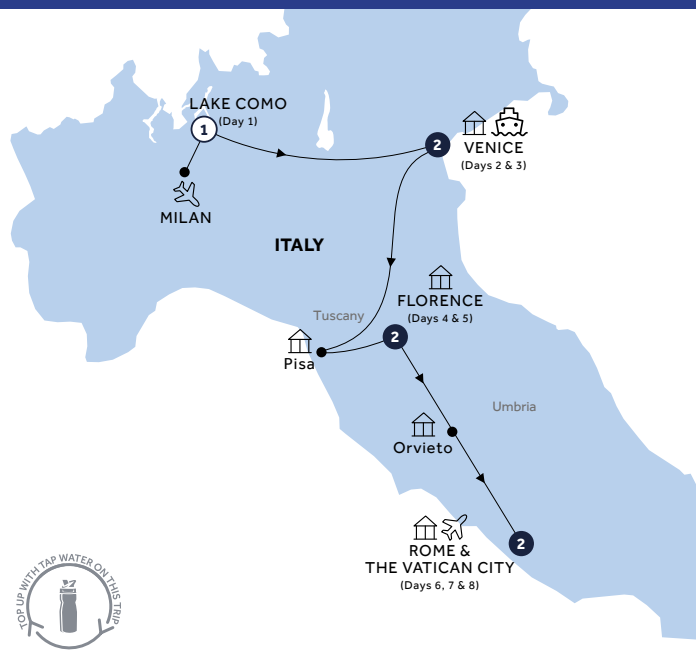 LAKE COMO
(Day 1)
1
MILAN
2
VENICE
(Days 2 & 3)
ITALY
Tuscany
FLORENCE
(Days 4 & 5)
2
Pisa
Umbria
Orvieto
2
ROME &
THE VATICAN CITY
(Days 6, 7 & 8)
TOP UP WITH TAP WATER ON THIS TRIP